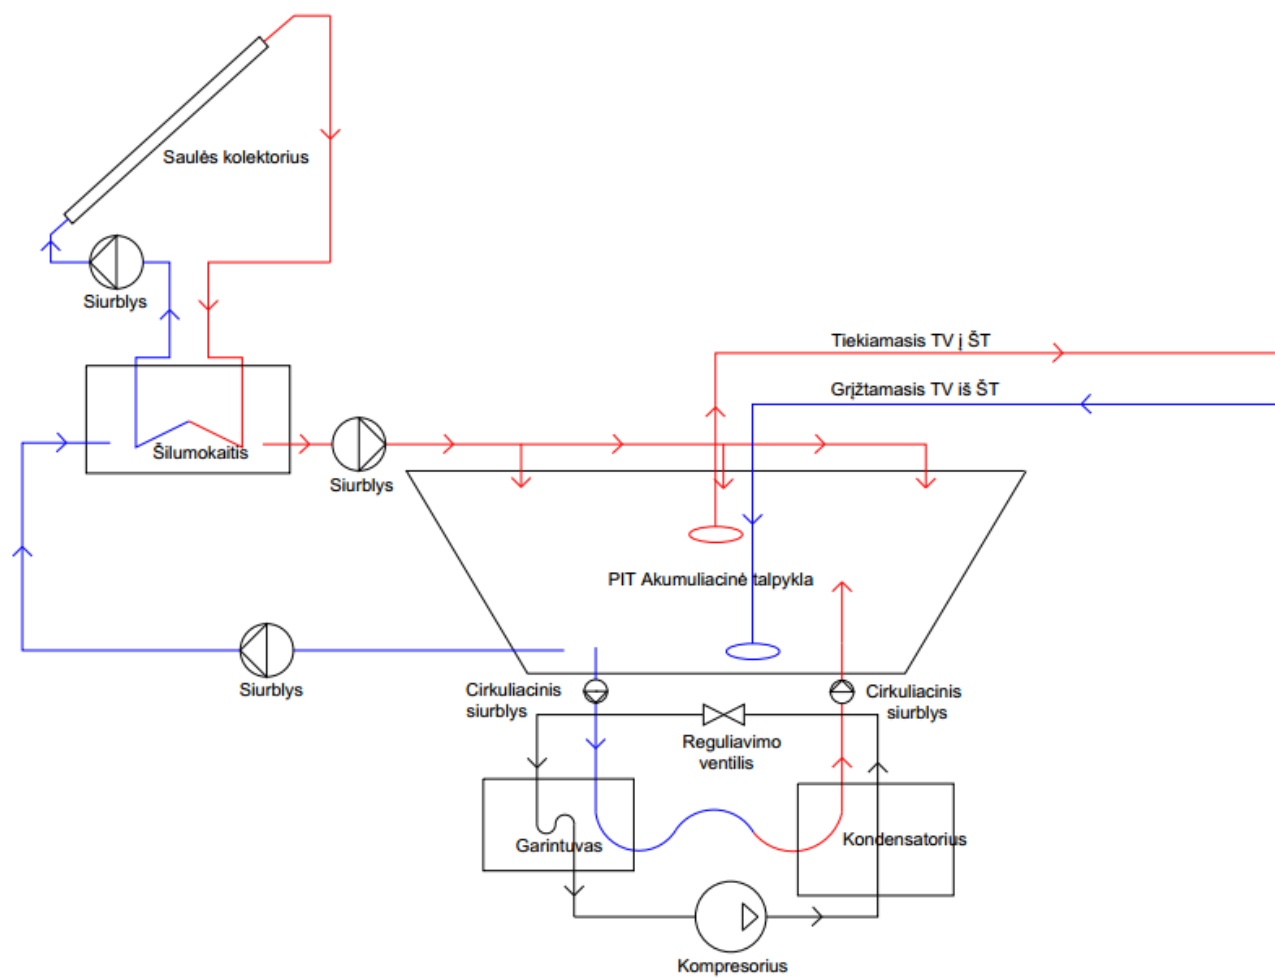 Saulės kolektorius
Siurblys
Tiekiamasis TV į ŠT
Grįžtamasis TV iš ŠT
Šilumokaitis
Siurblys
PIT Akumuliacinė talpykla
Siurblys
Cirkuliacinis
siurblys
Cirkuliacinis
siurblys
Reguliavimo
ventilis
Garintuvas
Kondensatorius
Kompresorius